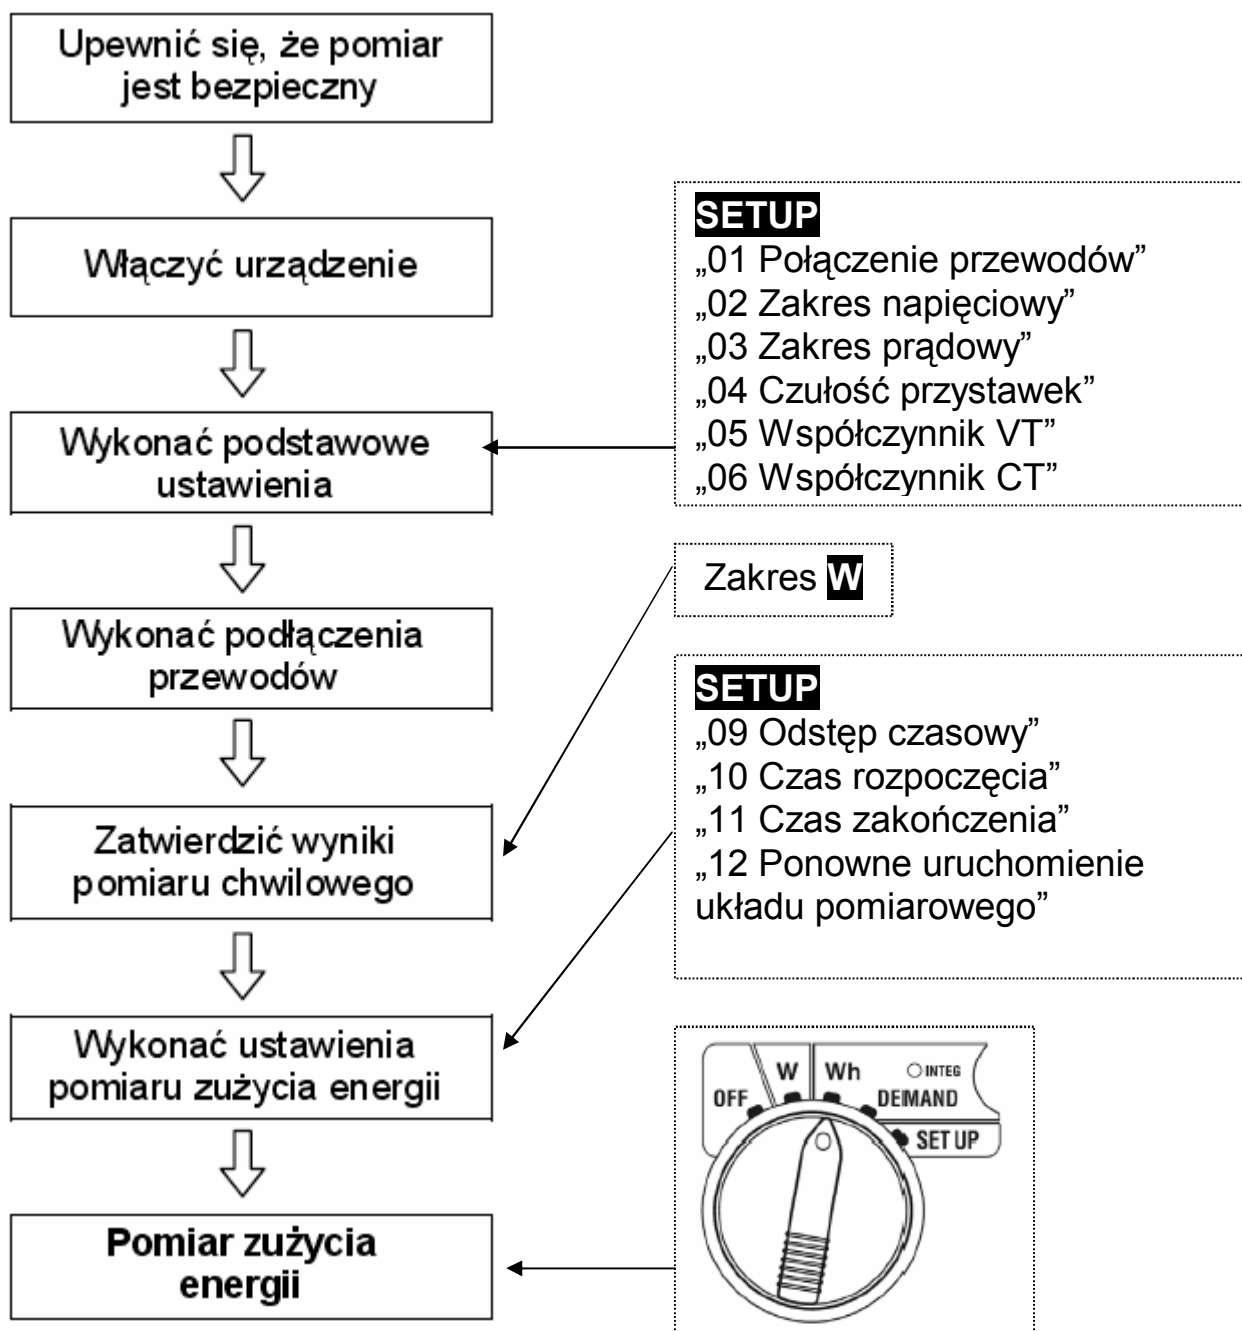 Upewnić się, że pomiar
jest bezpieczny
Włączyć urządzenie
SETUP
„01 Połączenie przewodów”
„02 Zakres napięciowy”
„03 Zakres prądowy”
„04 Czułość przystawek”
„05 Współczynnik VT”
„06 Współczynnik CT”
Wykonać podstawowe
ustawienia
Wykonać podłączenia
przewodów
Zakres W
Zatwierdzić wyniki
pomiaru chwilowego
SETUP
„09 Odstęp czasowy”
„10 Czas rozpoczęcia”
„11 Czas zakończenia”
„12 Ponowne uruchomienie
układu pomiarowego”
Wykonać ustawienia
pomiaru zużycia energii
Pomiar zużycia
energii
OFF
W
Wh
INTEG
DEMAND
SET UP